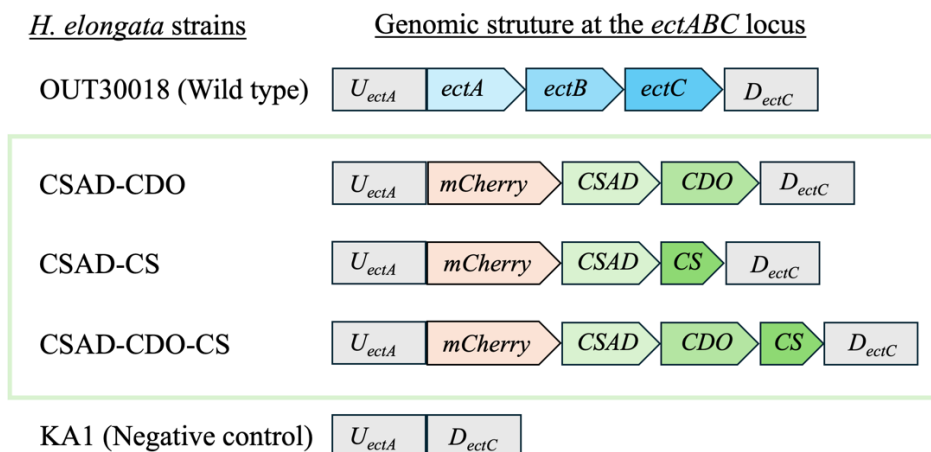 H. elongata strains Genomic struture at the ectABC locus
OUT30018 (Wild type) UectA ectA ectB ectC DectC
CSAD-CDO UectA mCherry CSAD CDO DectC
CSAD-CS UectA mCherry CSAD CS DectC
CSAD-CDO-CS UectA mCherry CSAD CDO CS DectC
KA1 (Negative control) UectA DectC